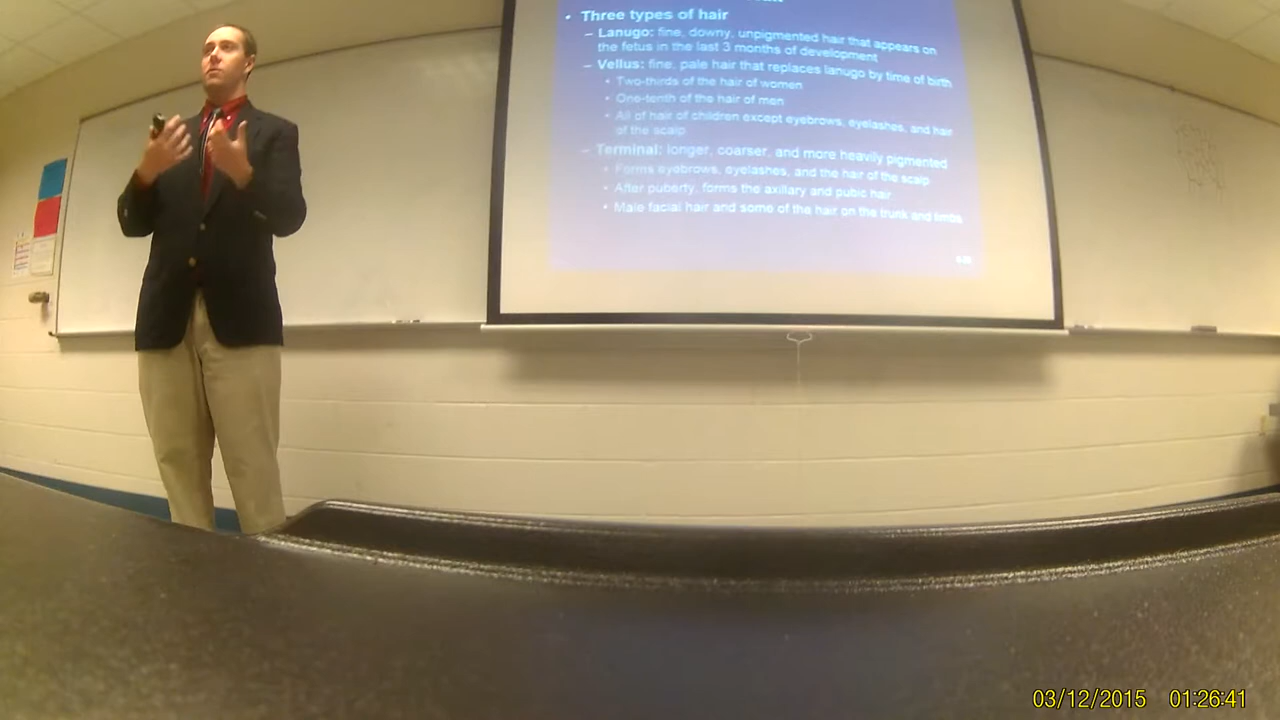 • Three types of hair
– Lanugo: fine, downy, unpigmented hair that appears on
the fetus in the last 3 months of development
– Vellus: fine, pale hair that replaces lanugo by time of birth
• Two-thirds of the hair of women
• One-tenth of the hair of men
• All of hair of children except eyebrows, eyelashes, and hair
of the scalp
– Terminal: longer, coarser, and more heavily pigmented
• Forms eyebrows, eyelashes, and the hair of the scalp
• After puberty, forms the axillary and pubic hair
• Male facial hair and some of the hair on the trunk and limbs
03/12/2015 01:26:41